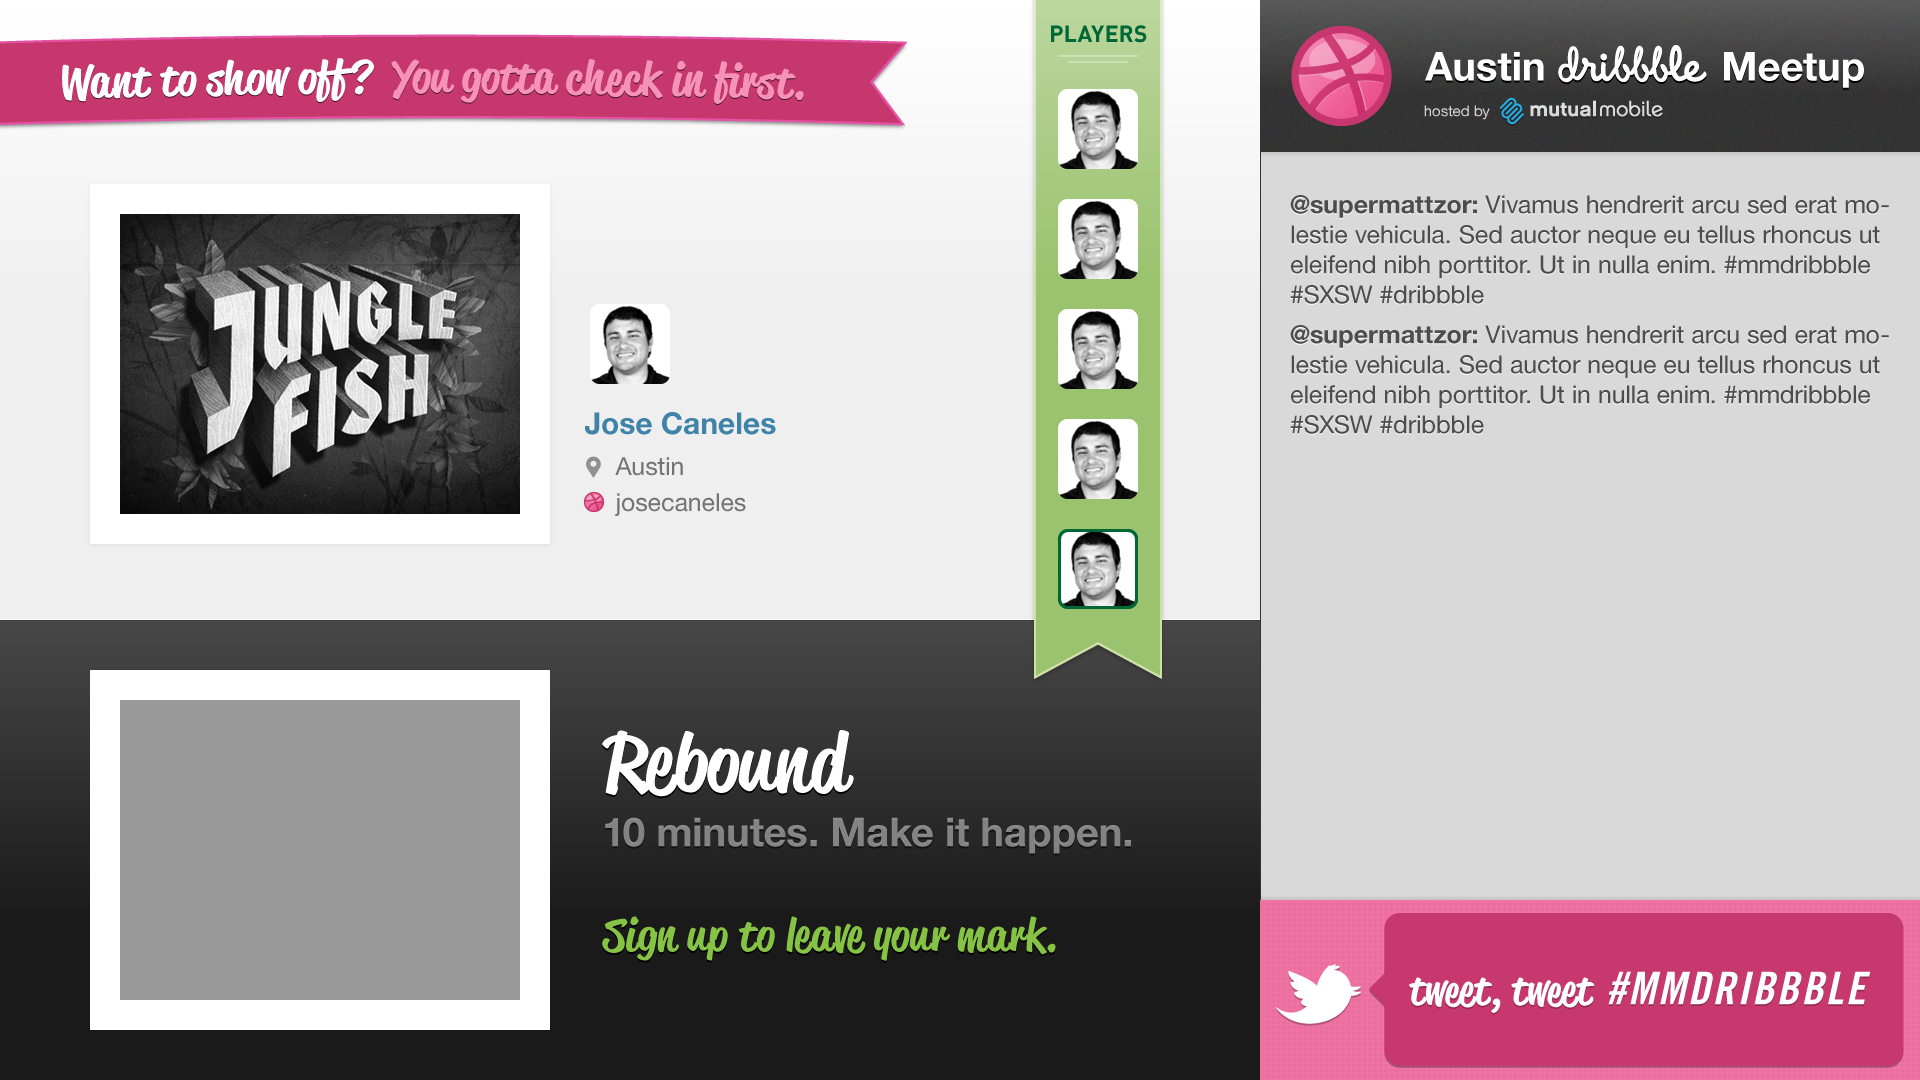 Want to show off? You gotta check in first.
JUNGLE
FISH
Jose Caneles
Austin
josecaneles
PLAYERS
Rebound
10 minutes. Make it happen.
Sign up to leave your mark.
Austin dribbble Meetup
hosted by mutualmobile
@supermattzor: Vivamus hendrerit arcu sed erat mo-
lestie vehicula. Sed auctor neque eu tellus rhoncus ut
eleifend nibh porttitor. Ut in nulla enim. #mmdribbble
#SXSW #dribbble
@supermattzor: Vivamus hendrerit arcu sed erat mo-
lestie vehicula. Sed auctor neque eu tellus rhoncus ut
eleifend nibh porttitor. Ut in nulla enim. #mmdribbble
#SXSW #dribbble
tweet, tweet #MMDRIBBBLE